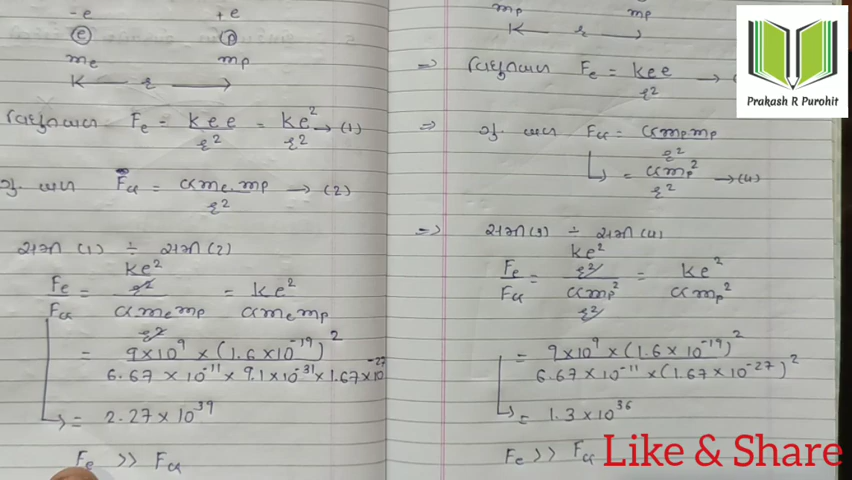 -e +e
e p
me mp
r
વિદ્યુતબળ Fe = kee/r² = ke²/r² → (1)
ગુ. બળ FG = Gme mp/r² → (2)
સમી (1) ÷ સમી (2)
Fe/FG = ke²/r² / Gme mp/r² = ke²/Gme mp
= 9×10⁹ × (1.6×10⁻¹⁹)² / 6.67×10⁻¹¹ × 9.1×10⁻³¹ × 1.67×10⁻²⁷
= 2.27×10³⁹
Fe >> FG
mp mp
r
⇒ વિદ્યુતબળ Fe = kee/r² →
⇒ ગુ. બળ FG = Gmp mp/r²
= Gmp²/r² → (4)
⇒ સમી (3) ÷ સમી (4)
Fe/FG = ke²/r² / Gmp²/r² = ke²/Gmp²
= 9×10⁹ × (1.6×10⁻¹⁹)² / 6.67×10⁻¹¹ × (1.67×10⁻²⁷)²
= 1.3×10³⁶
Fe >> FG
Prakash R Purohit
Like & Share